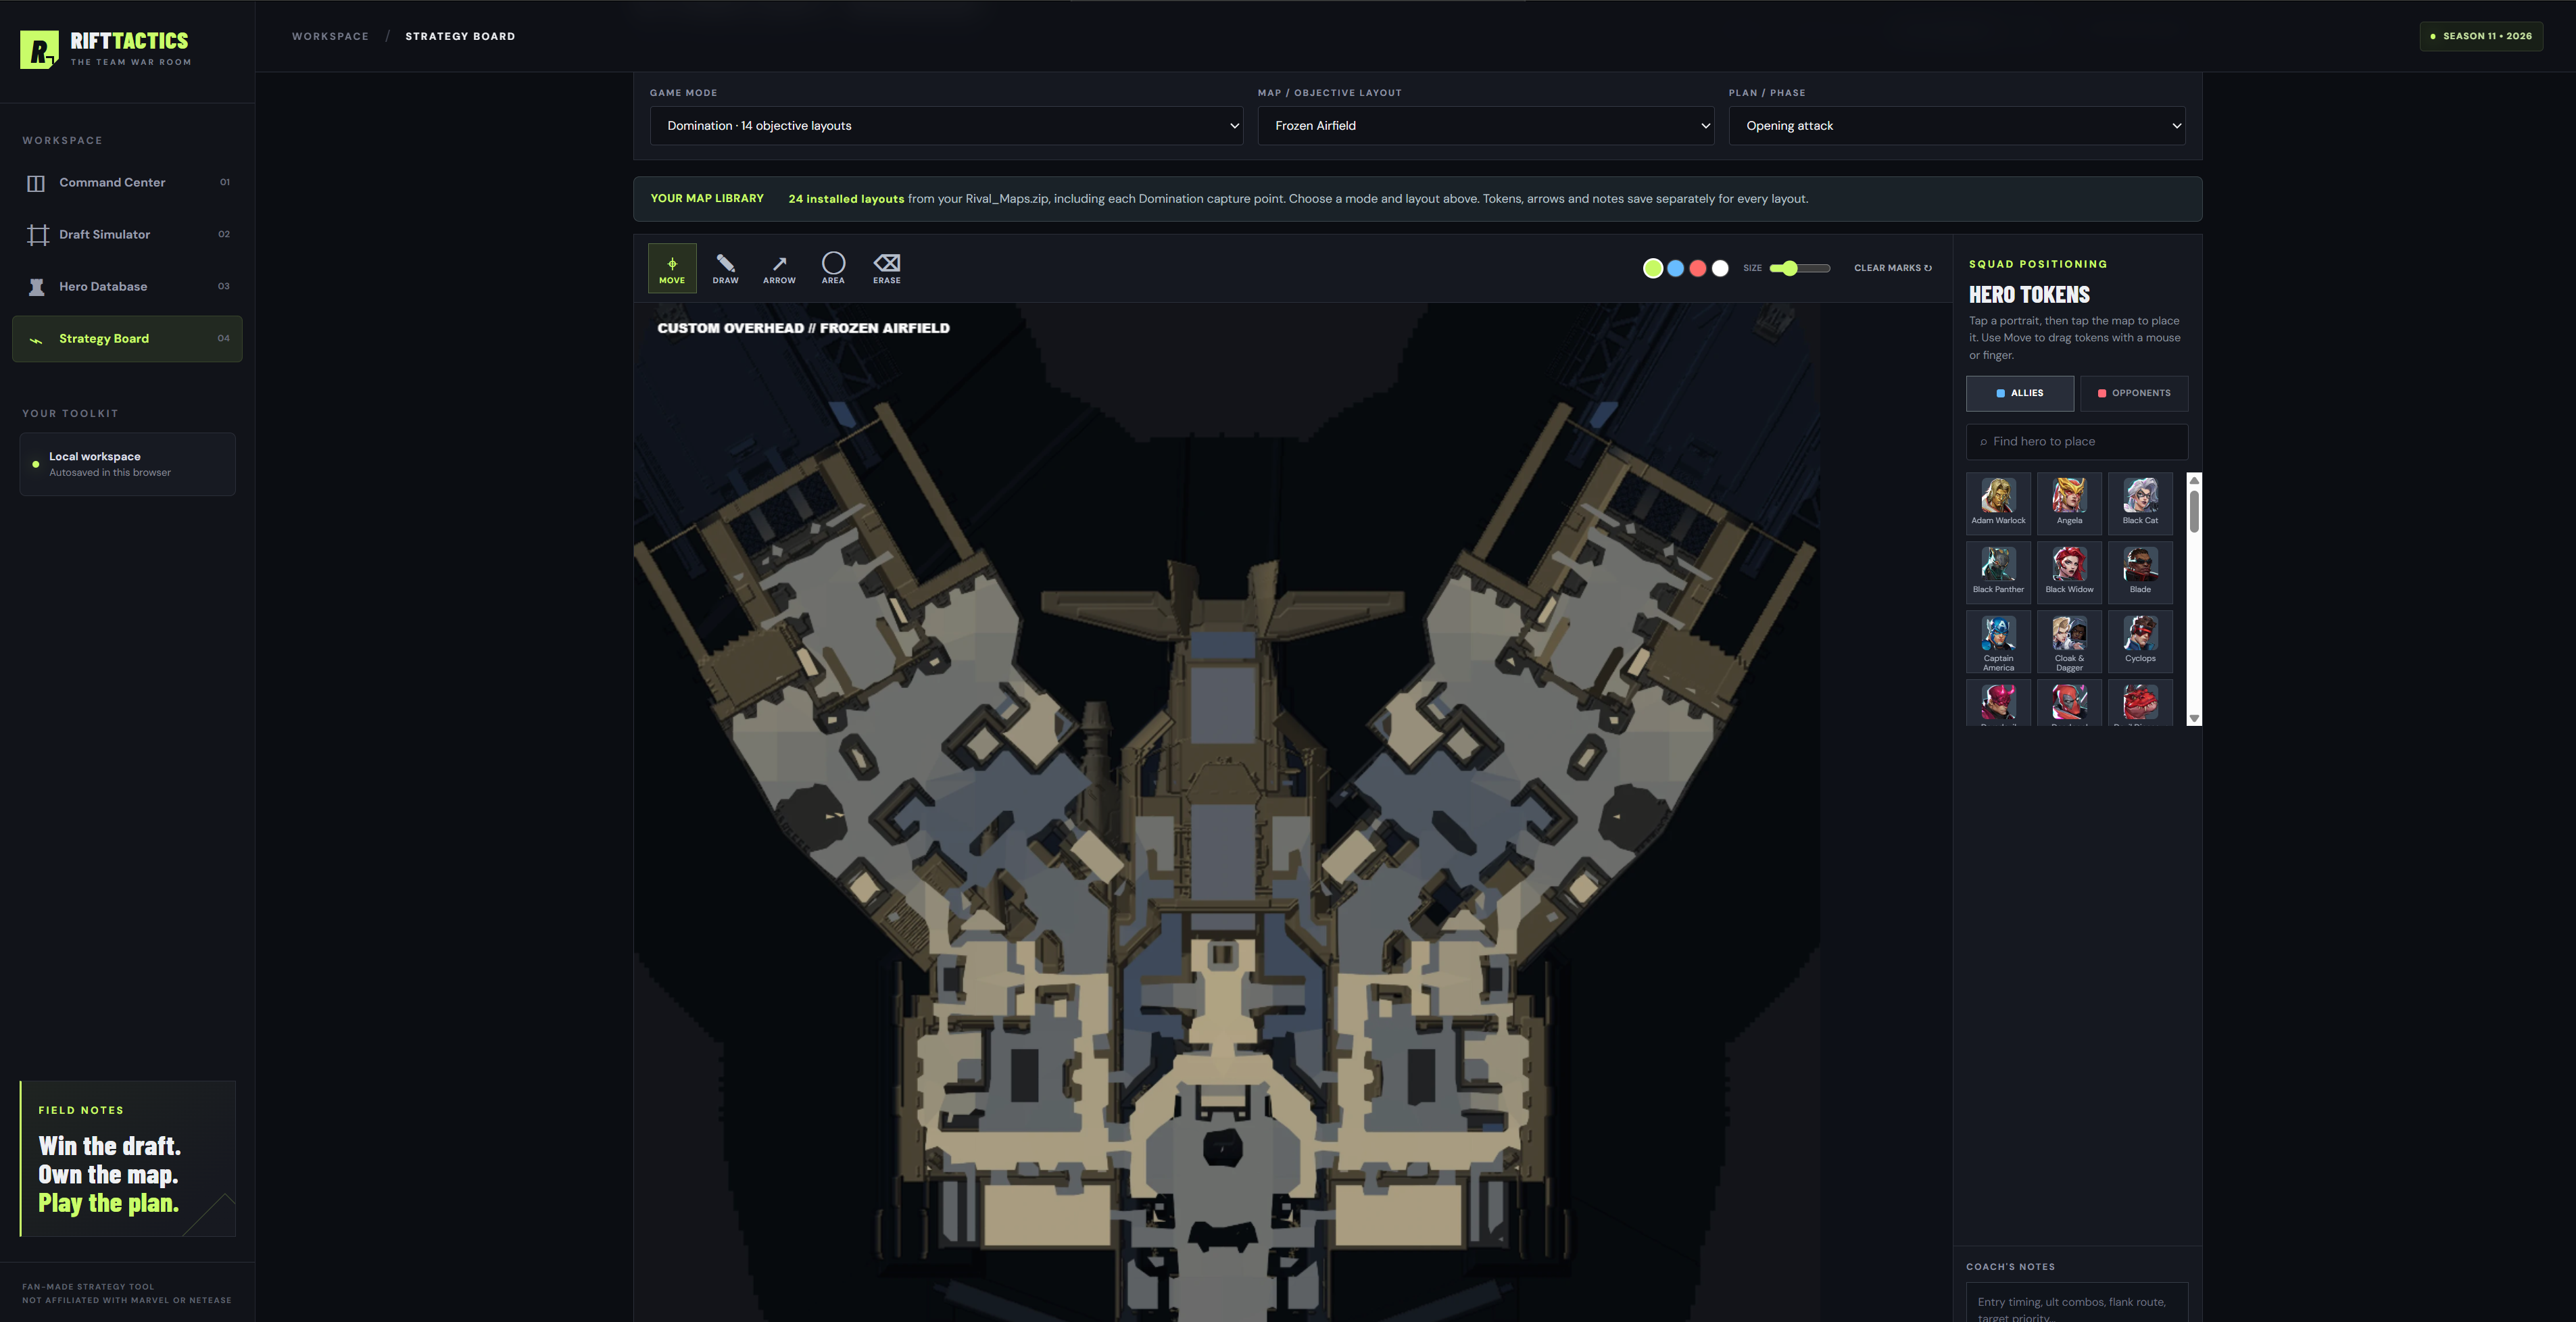 RIFTTACTICS
THE TEAM WAR ROOM
WORKSPACE
Command Center 01
Draft Simulator 02
Hero Database 03
Strategy Board 04
YOUR TOOLKIT
Local workspace
Autosaved in this browser
FIELD NOTES
Win the draft.
Own the map.
Play the plan.
FAN-MADE STRATEGY TOOL
NOT AFFILIATED WITH MARVEL OR NETEASE
WORKSPACE / STRATEGY BOARD
SEASON 11 • 2026
GAME MODE
Domination · 14 objective layouts
MAP / OBJECTIVE LAYOUT
Frozen Airfield
PLAN / PHASE
Opening attack
YOUR MAP LIBRARY 24 installed layouts from your Rival_Maps.zip, including each Domination capture point. Choose a mode and layout above. Tokens, arrows and notes save separately for every layout.
MOVE DRAW ARROW AREA ERASE
SIZE
CLEAR MARKS ↻
CUSTOM OVERHEAD // FROZEN AIRFIELD
SQUAD POSITIONING
HERO TOKENS
Tap a portrait, then tap the map to place
it. Use Move to drag tokens with a mouse
or finger.
ALLIES OPPONENTS
Find hero to place
Adam Warlock Angela Black Cat
Black Panther Black Widow Blade
Captain America
Cloak & Dagger
Cyclops
COACH'S NOTES
Entry timing, ult combos, flank route,
target priority...